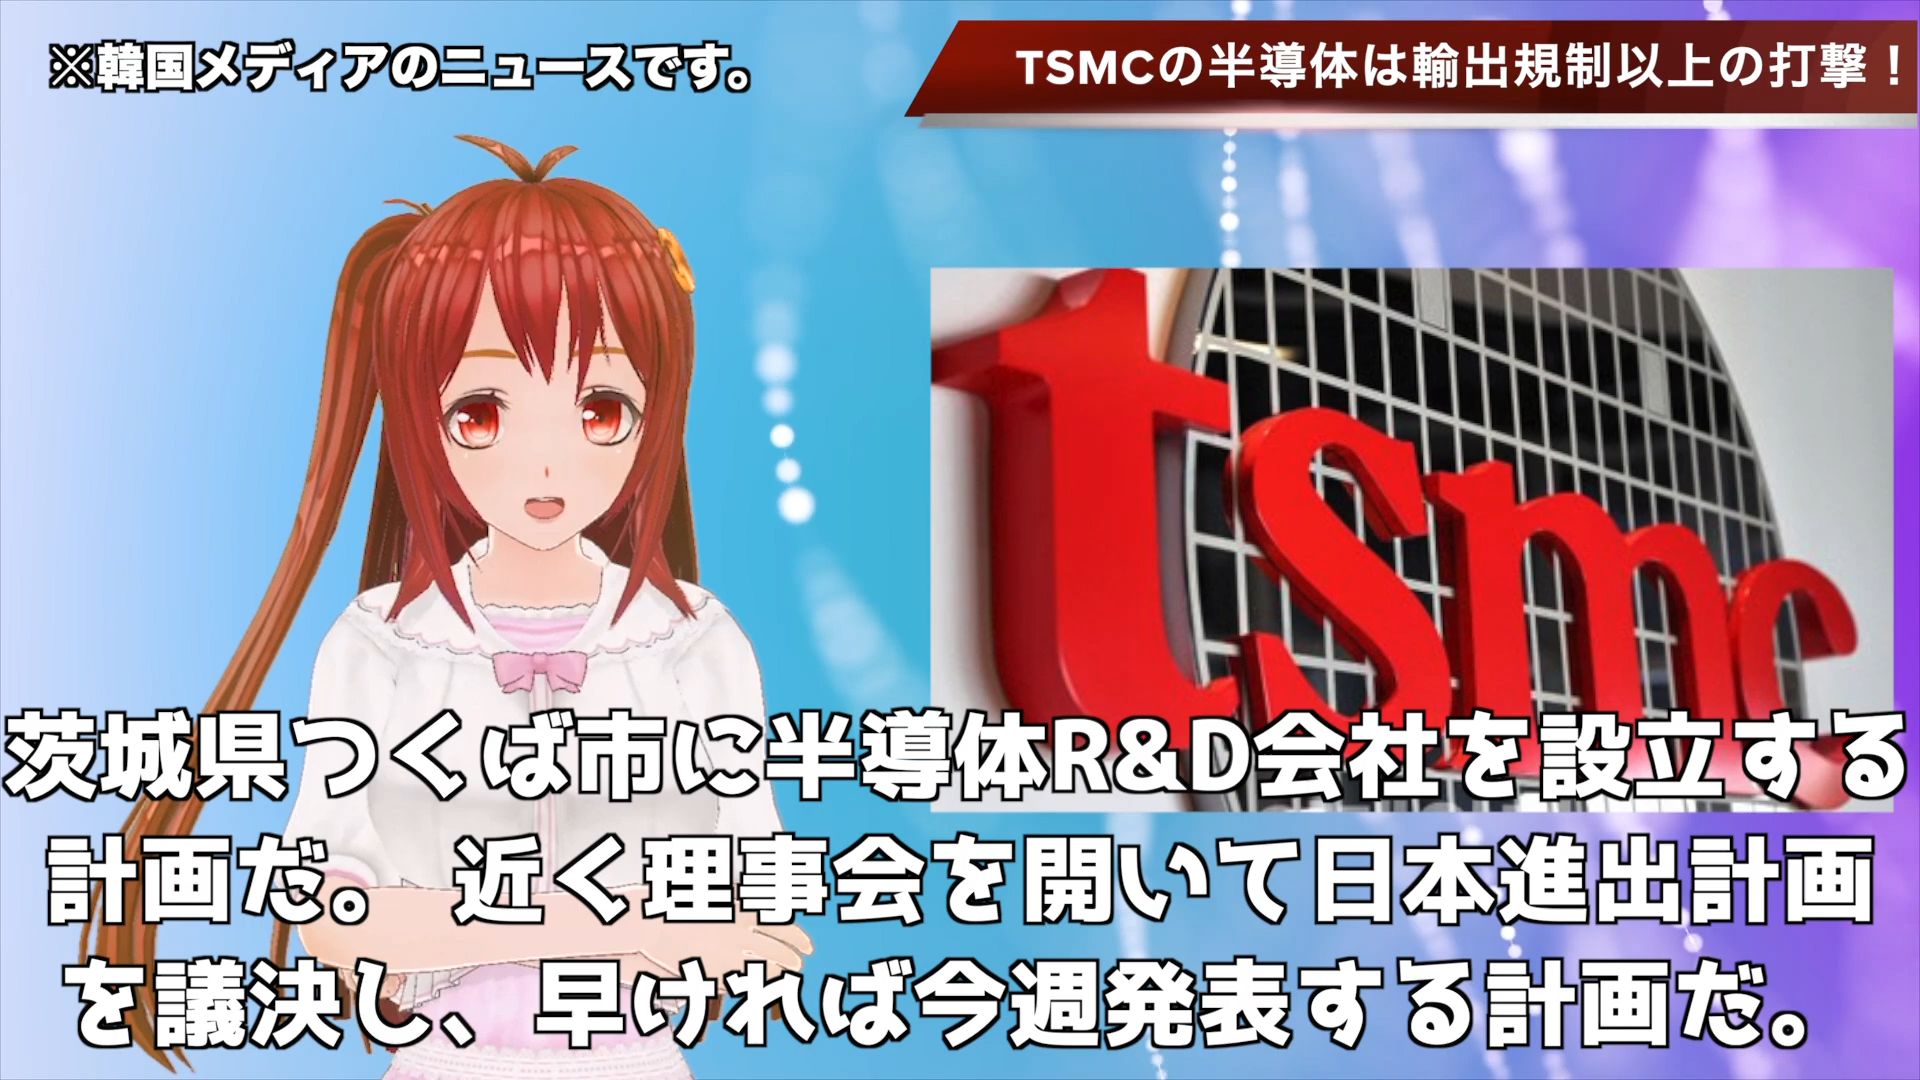 ※韓国メディアのニュースです。
TSMCの半導体は輸出規制以上の打撃！
tsmc
茨城県つくば市に半導体R&D会社を設立する
計画だ。 近く理事会を開いて日本進出計画
を議決し、早ければ今週発表する計画だ。